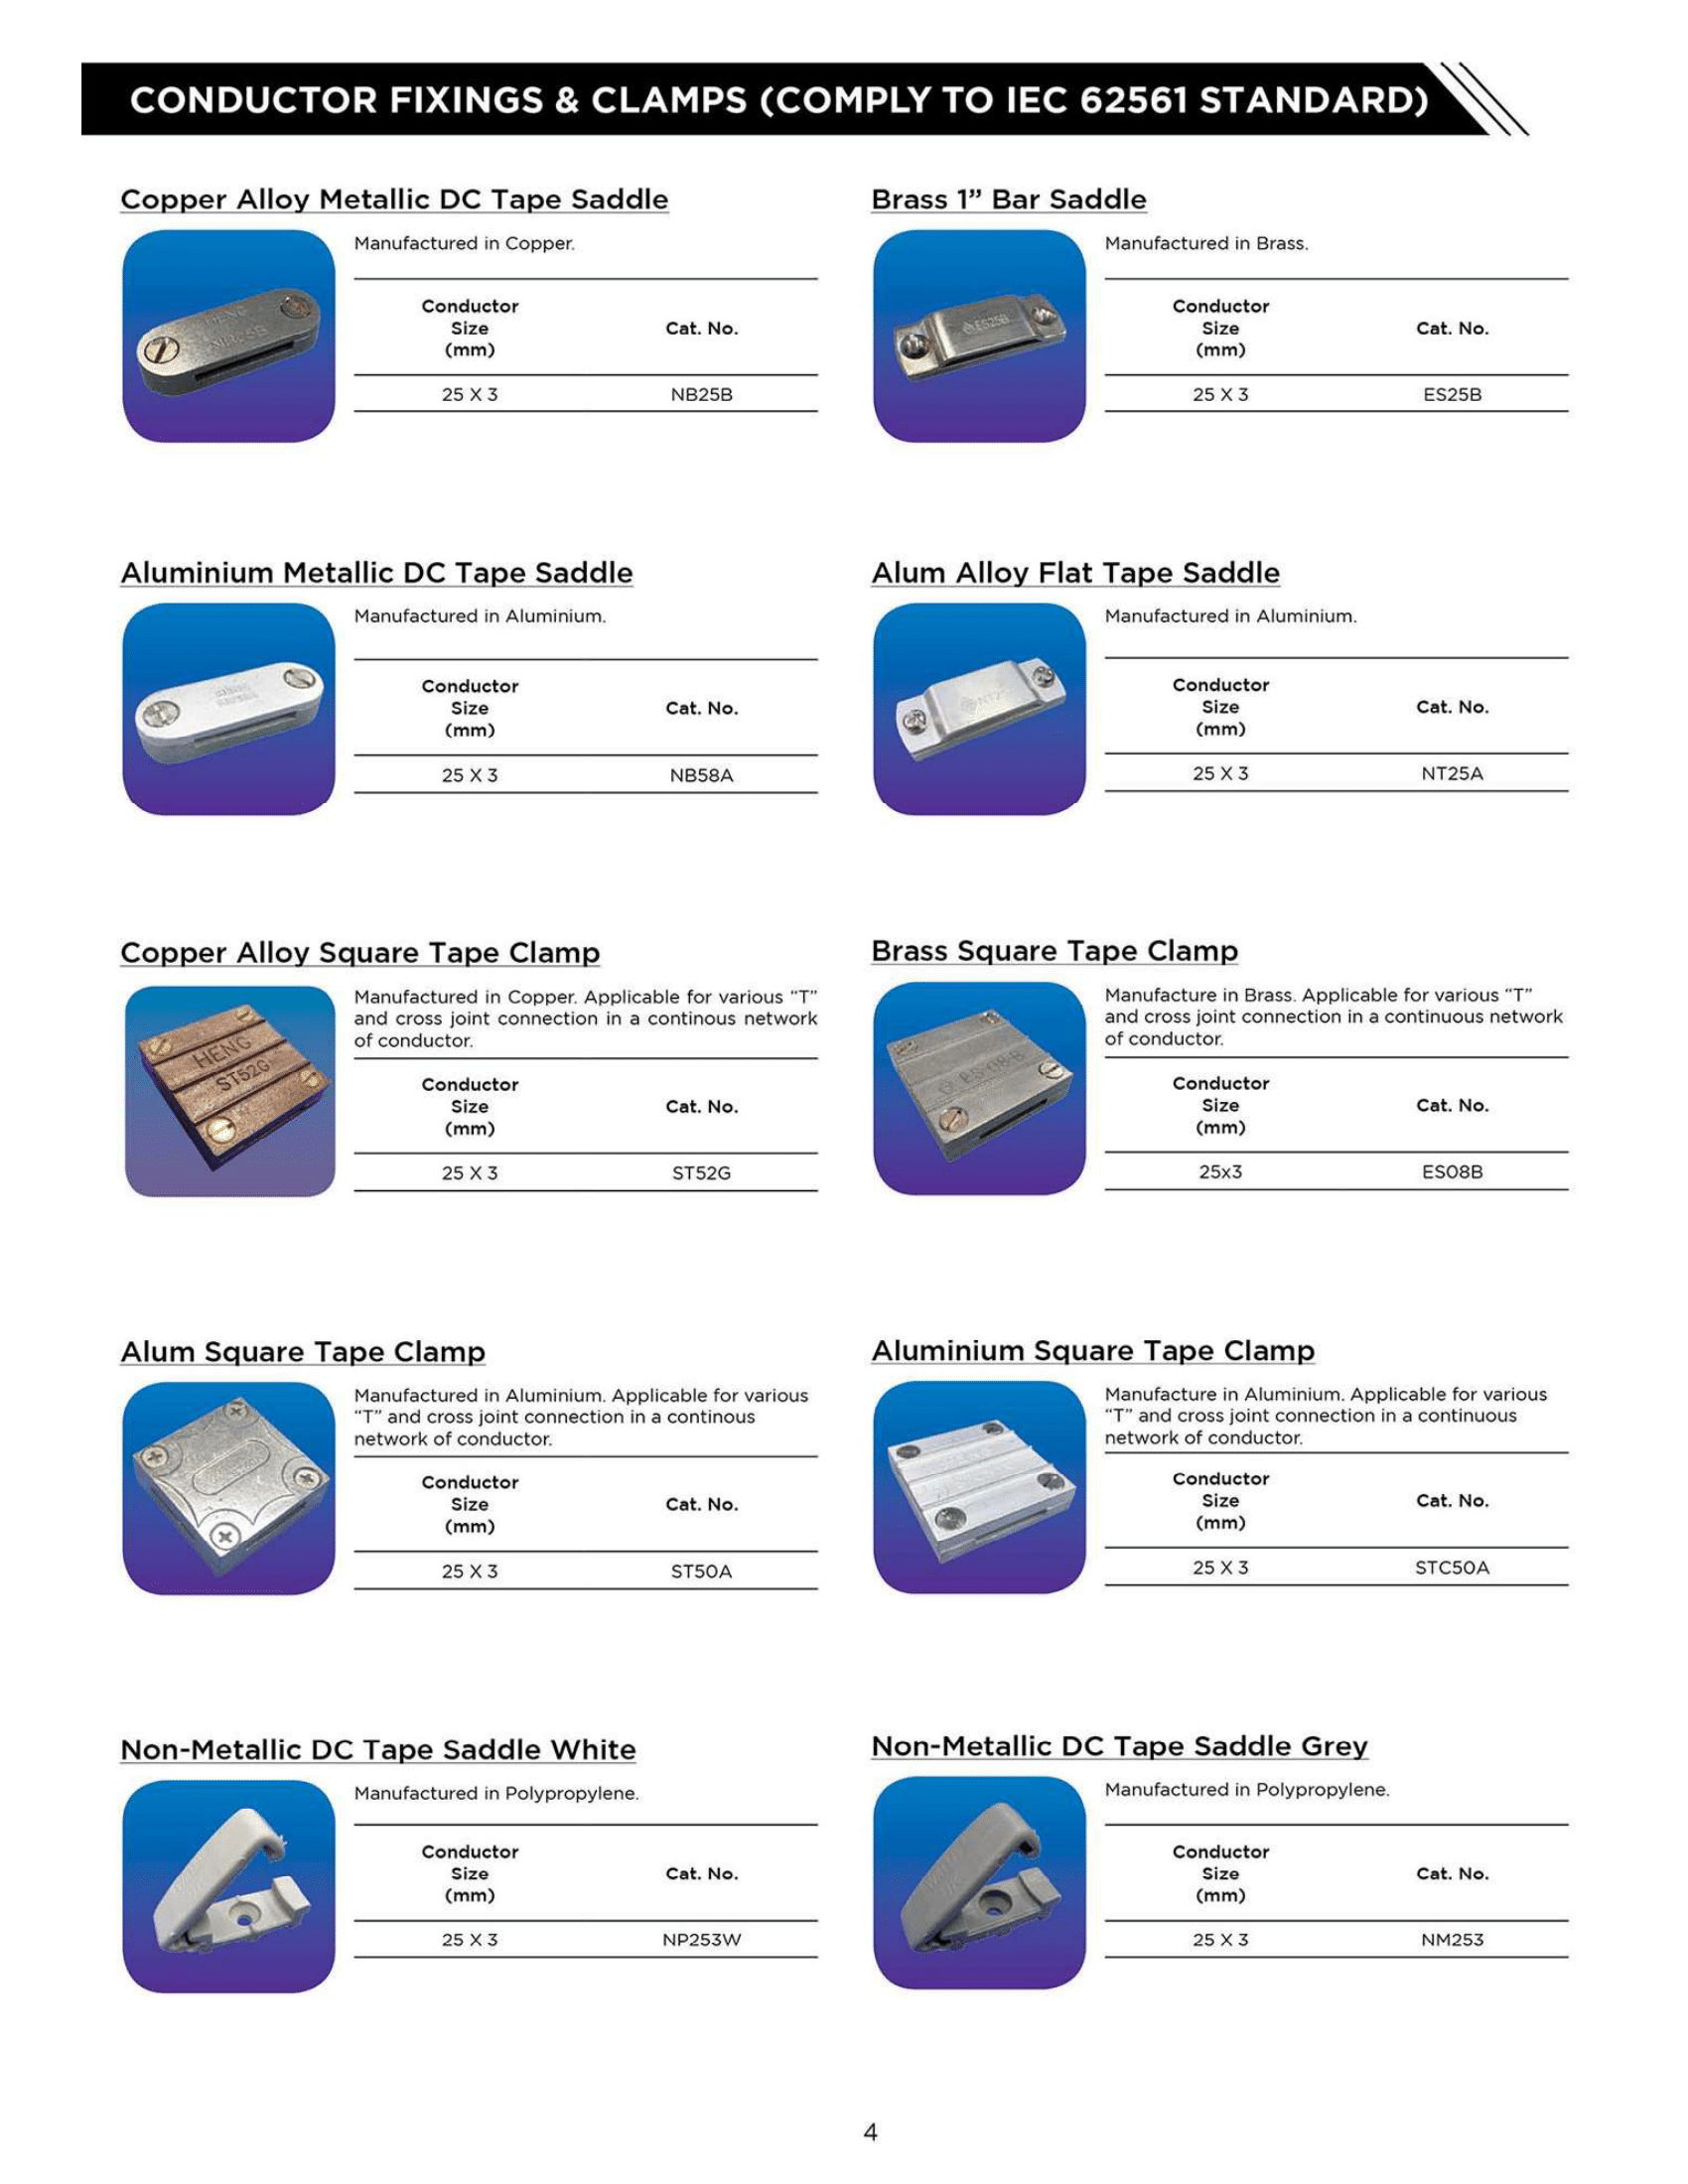 CONDUCTOR FIXINGS & CLAMPS (COMPLY TO IEC 62561 STANDARD)
Copper Alloy Metallic DC Tape Saddle
HENG
NB25B
Manufactured in Copper.
Conductor
Size
(mm)
Cat. No.
25 X 3
NB25B
Brass 1” Bar Saddle
ES25B
Manufactured in Brass.
Conductor
Size
(mm)
Cat. No.
25 X 3
ES25B
Aluminium Metallic DC Tape Saddle
Manufactured in Aluminium.
Conductor
Size
(mm)
Cat. No.
25 X 3
NB58A
Alum Alloy Flat Tape Saddle
Manufactured in Aluminium.
Conductor
Size
(mm)
Cat. No.
25 X 3
NT25A
Copper Alloy Square Tape Clamp
HENG
ST52G
Manufactured in Copper. Applicable for various “T”
and cross joint connection in a continous network
of conductor.
Conductor
Size
(mm)
Cat. No.
25 X 3
ST52G
Brass Square Tape Clamp
ES-08-B
Manufacture in Brass. Applicable for various “T”
and cross joint connection in a continuous network
of conductor.
Conductor
Size
(mm)
Cat. No.
25x3
ES08B
Alum Square Tape Clamp
Manufactured in Aluminium. Applicable for various
“T” and cross joint connection in a continous
network of conductor.
Conductor
Size
(mm)
Cat. No.
25 X 3
ST50A
Aluminium Square Tape Clamp
Manufacture in Aluminium. Applicable for various
“T” and cross joint connection in a continuous
network of conductor.
Conductor
Size
(mm)
Cat. No.
25 X 3
STC50A
Non-Metallic DC Tape Saddle White
Manufactured in Polypropylene.
Conductor
Size
(mm)
Cat. No.
25 X 3
NP253W
Non-Metallic DC Tape Saddle Grey
Manufactured in Polypropylene.
Conductor
Size
(mm)
Cat. No.
25 X 3
NM253
4